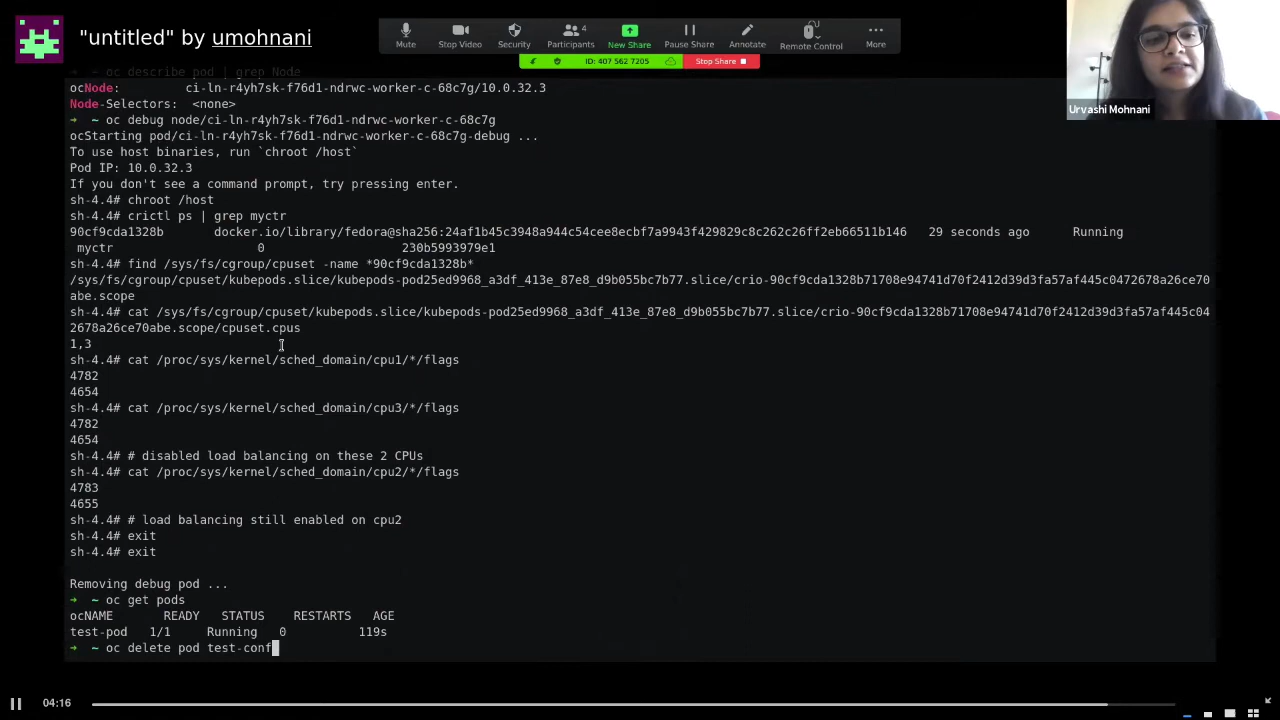 "untitled" by umohnani
Mute
Stop Video
Security
Participants
4
New Share
Pause Share
Annotate
Remote Control
More
ID: 407 562 7205
Stop Share
Urvashi Mohnani
➜ ~ oc describe pod | grep Node
ocNode: ci-ln-r4yh7sk-f76d1-ndrwc-worker-c-68c7g/10.0.32.3
Node-Selectors: <none>
➜ ~ oc debug node/ci-ln-r4yh7sk-f76d1-ndrwc-worker-c-68c7g
ocStarting pod/ci-ln-r4yh7sk-f76d1-ndrwc-worker-c-68c7g-debug ...
To use host binaries, run `chroot /host`
Pod IP: 10.0.32.3
If you don't see a command prompt, try pressing enter.
sh-4.4# chroot /host
sh-4.4# crictl ps | grep myctr
90cf9cda1328b docker.io/library/fedora@sha256:24af1b45c3948a944c54cee8ecbf7a9943f429829c8c262c26ff2eb66511b146 29 seconds ago Running
myctr 0 230b5993979e1
sh-4.4# find /sys/fs/cgroup/cpuset -name *90cf9cda1328b*
/sys/fs/cgroup/cpuset/kubepods.slice/kubepods-pod25ed9968_a3df_413e_87e8_d9b055bc7b77.slice/crio-90cf9cda1328b71708e94741d70f2412d39d3fa57af445c0472678a26ce70
abe.scope
sh-4.4# cat /sys/fs/cgroup/cpuset/kubepods.slice/kubepods-pod25ed9968_a3df_413e_87e8_d9b055bc7b77.slice/crio-90cf9cda1328b71708e94741d70f2412d39d3fa57af445c04
2678a26ce70abe.scope/cpuset.cpus
1,3
sh-4.4# cat /proc/sys/kernel/sched_domain/cpu1/*/flags
4782
4654
sh-4.4# cat /proc/sys/kernel/sched_domain/cpu3/*/flags
4782
4654
sh-4.4# # disabled load balancing on these 2 CPUs
sh-4.4# cat /proc/sys/kernel/sched_domain/cpu2/*/flags
4783
4655
sh-4.4# # load balancing still enabled on cpu2
sh-4.4# exit
sh-4.4# exit
Removing debug pod ...
➜ ~ oc get pods
ocNAME READY STATUS RESTARTS AGE
test-pod 1/1 Running 0 119s
➜ ~ oc delete pod test-conf
04:16